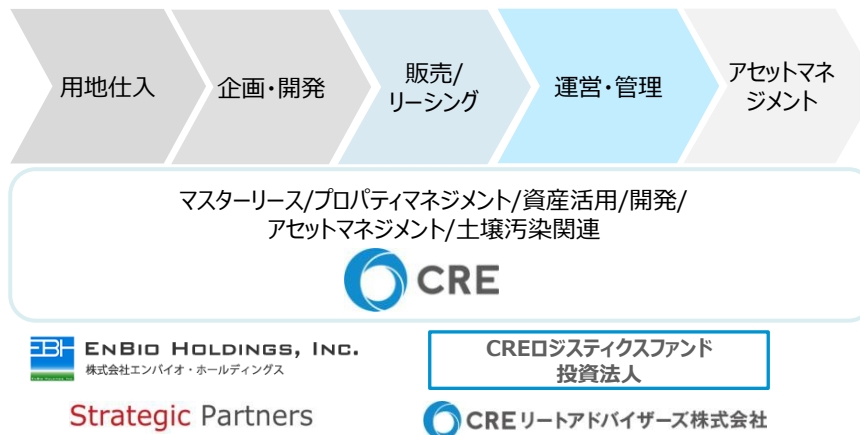 用地仕入
企画・開発
販売/
リーシング
運営・管理
アセットマネ
ジメント
マスターリース/プロパティマネジメント/資産活用/開発/
アセットマネジメント/土壌汚染関連
CRE
EBH ENBIO HOLDINGS, INC.
株式会社エンバイオ・ホールディングス
CREロジスティクスファンド
投資法人
Strategic Partners
CREリートアドバイザーズ株式会社